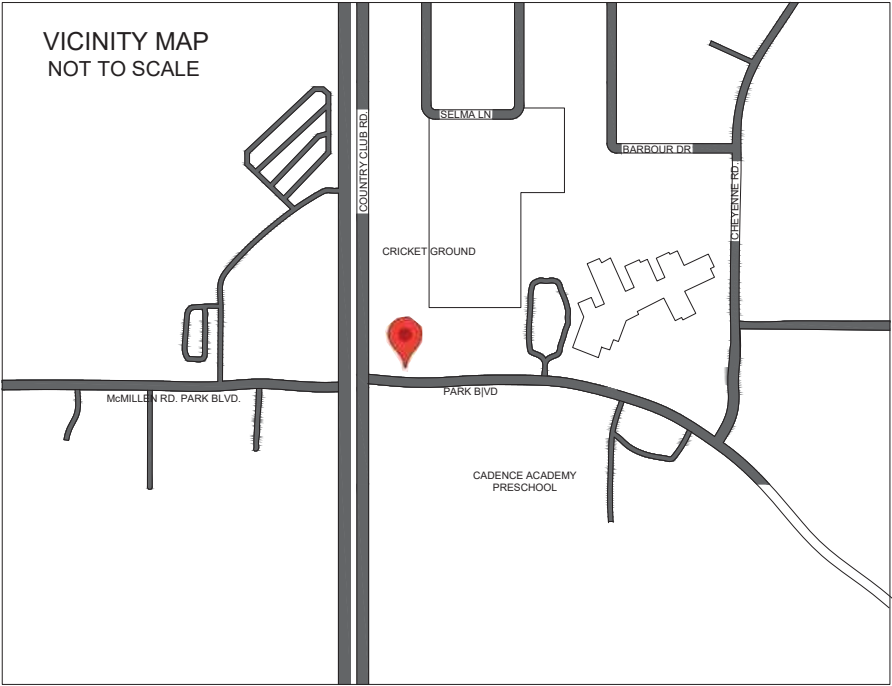 VICINITY MAP
NOT TO SCALE
SELMA LN
COUNTRY CLUB RD.
BARBOUR DR
CHEYENNE RD.
CRICKET GROUND
McMILLEN RD. PARK BLVD.
PARK BLVD
CADENCE ACADEMY
PRESCHOOL